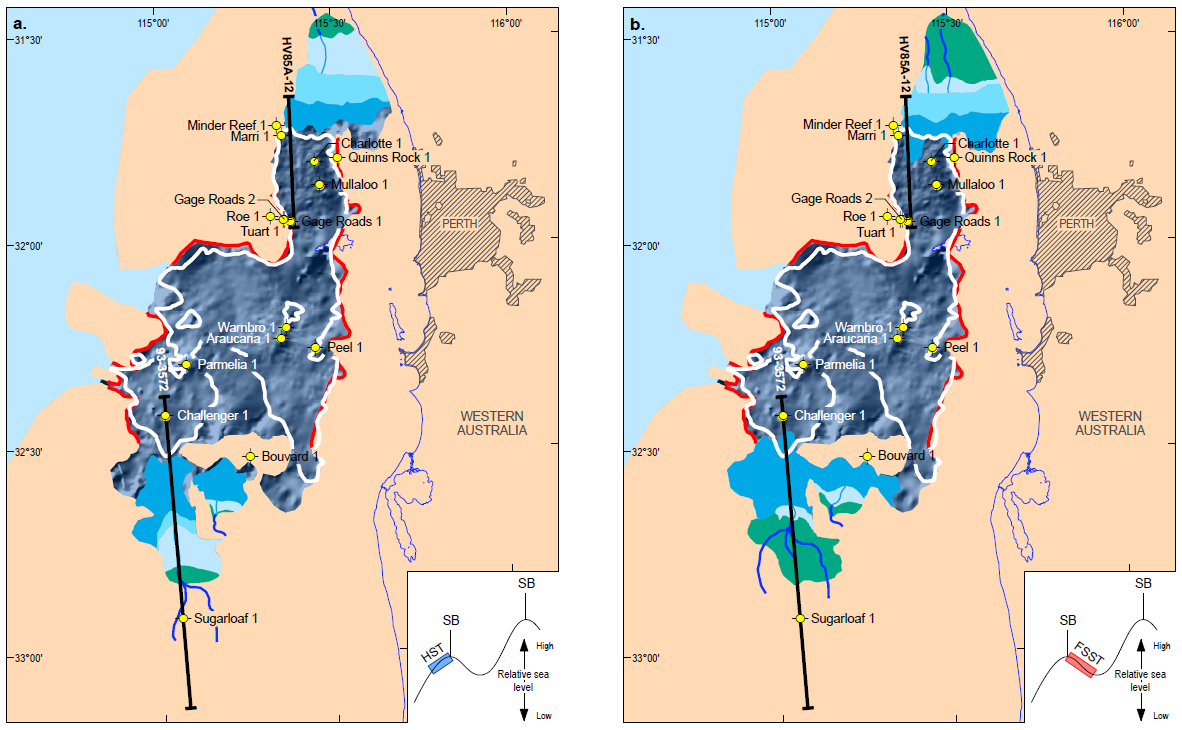 a.
115°00'
115°30'
116°00'
31°30'
HV85A-12
Minder Reef 1
Marri 1
Charlotte 1
Quinns Rock 1
Mullaloo 1
Gage Roads 2
Roe 1
Gage Roads 1
Tuart 1
PERTH
32°00'
Warnbro 1
Araucaria 1
Peel 1
93-3572
Parmelia 1
Challenger 1
WESTERN
AUSTRALIA
32°30'
Bouvard 1
Sugarloaf 1
33°00'
SB
SB
HST
High
Relative sea
level
Low
b.
115°00'
115°30'
116°00'
31°30'
HV85A-12
Minder Reef 1
Marri 1
Charlotte 1
Quinns Rock 1
Mullaloo 1
Gage Roads 2
Roe 1
Gage Roads 1
Tuart 1
PERTH
32°00'
Warnbro 1
Araucaria 1
Peel 1
93-3572
Parmelia 1
Challenger 1
WESTERN
AUSTRALIA
32°30'
Bouvard 1
Sugarloaf 1
33°00'
SB
SB
FSST
High
Relative sea
level
Low